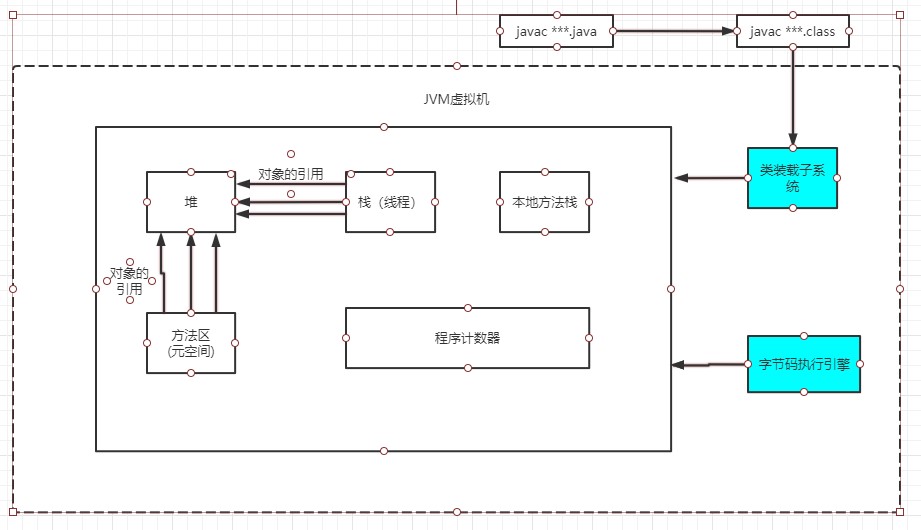 javac ***.java
javac ***.class
JVM虚拟机
类装载子系
统
对象的引用
堆
栈（线程）
本地方法栈
对象的
引用
方法区
(元空间)
程序计数器
字节码执行引擎